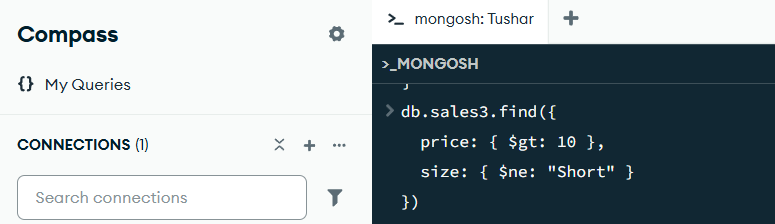 Compass
{} My Queries
CONNECTIONS (1)
Search connections
>_ mongosh: Tushar
>_MONGOSH
}
> db.sales3.find({
price: { $gt: 10 },
size: { $ne: "Short" }
})